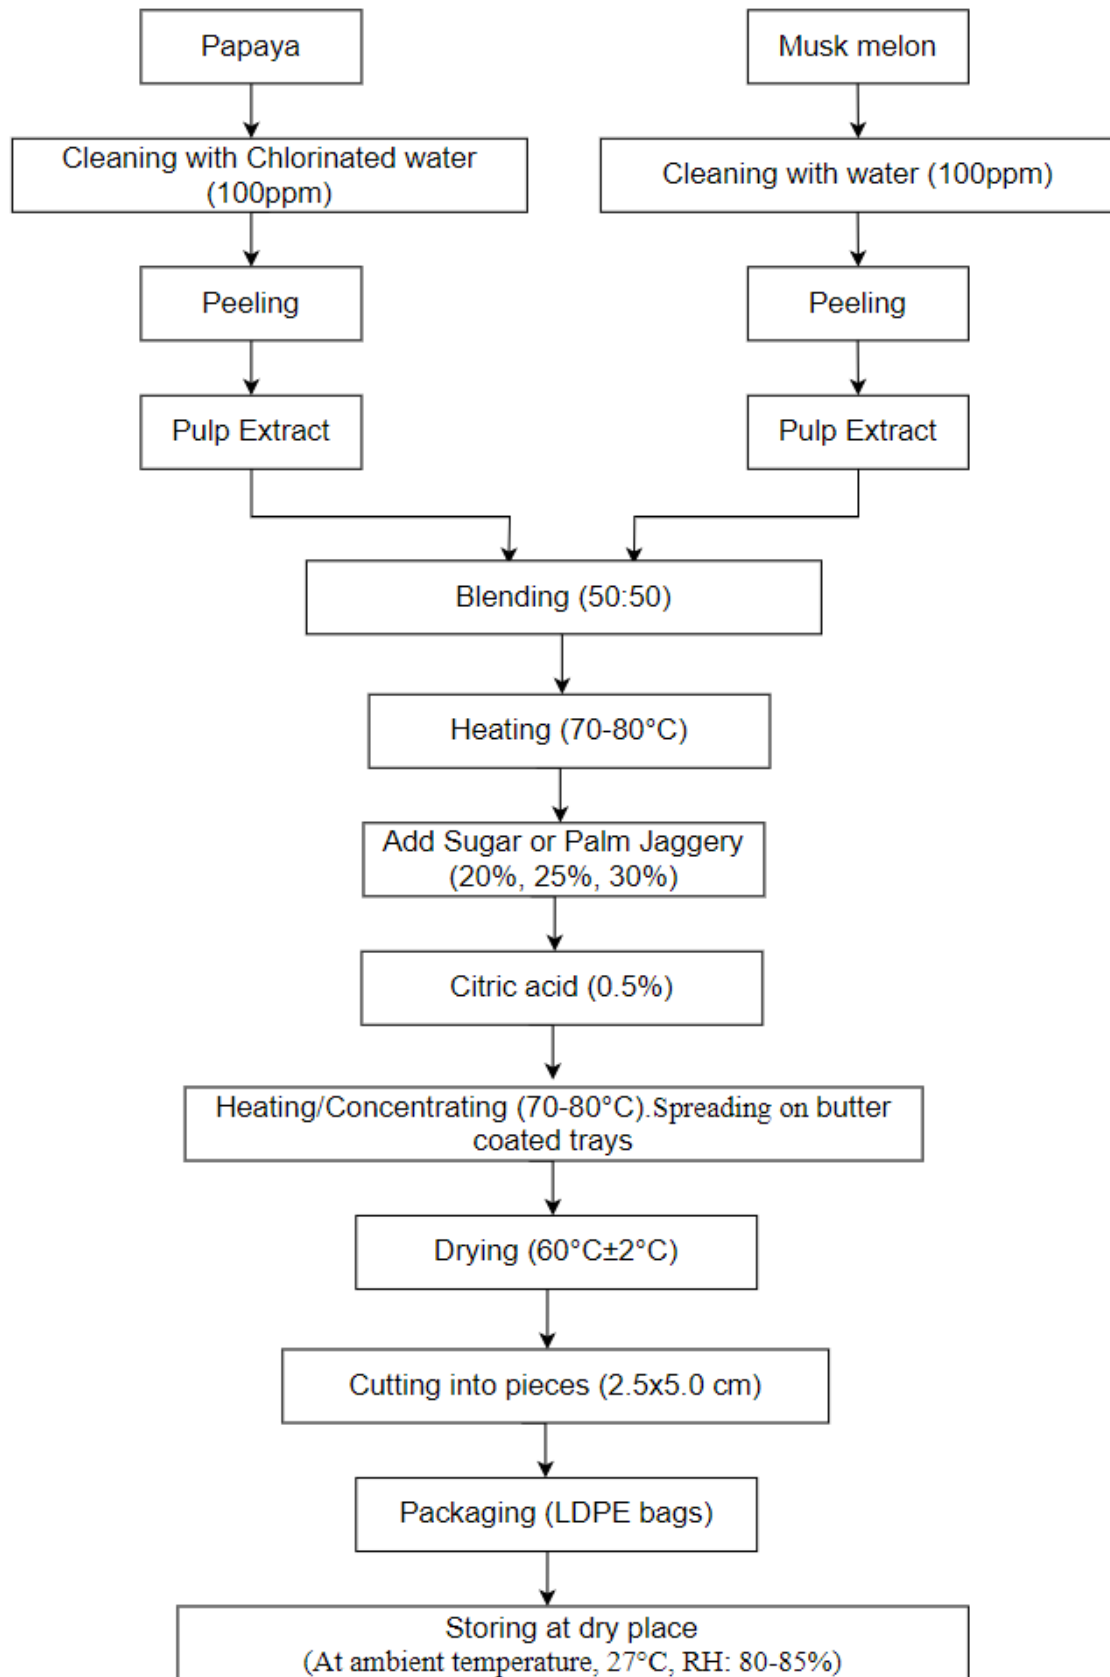 Papaya
Musk melon
Cleaning with Chlorinated water
(100ppm)
Cleaning with water (100ppm)
Peeling
Peeling
Pulp Extract
Pulp Extract
Blending (50:50)
Heating (70-80°C)
Add Sugar or Palm Jaggery
(20%, 25%, 30%)
Citric acid (0.5%)
Heating/Concentrating (70-80°C).Spreading on butter
coated trays
Drying (60°C±2°C)
Cutting into pieces (2.5x5.0 cm)
Packaging (LDPE bags)
Storing at dry place
(At ambient temperature, 27°C, RH: 80-85%)